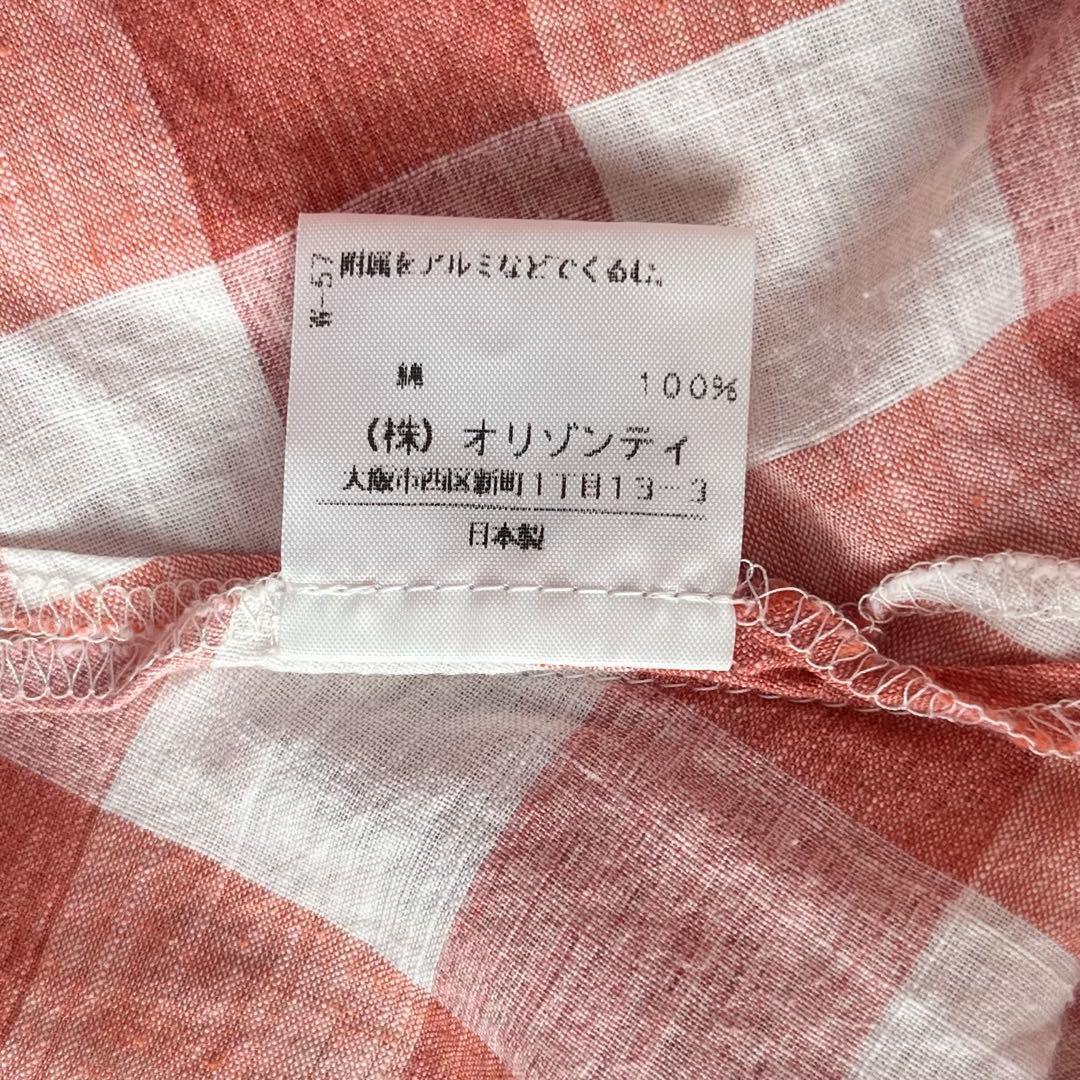 附属をアルミなどでくるむ。
-57
綿 100%
(株) オリゾンティ
大阪市西区新町1丁目13-3
日本製